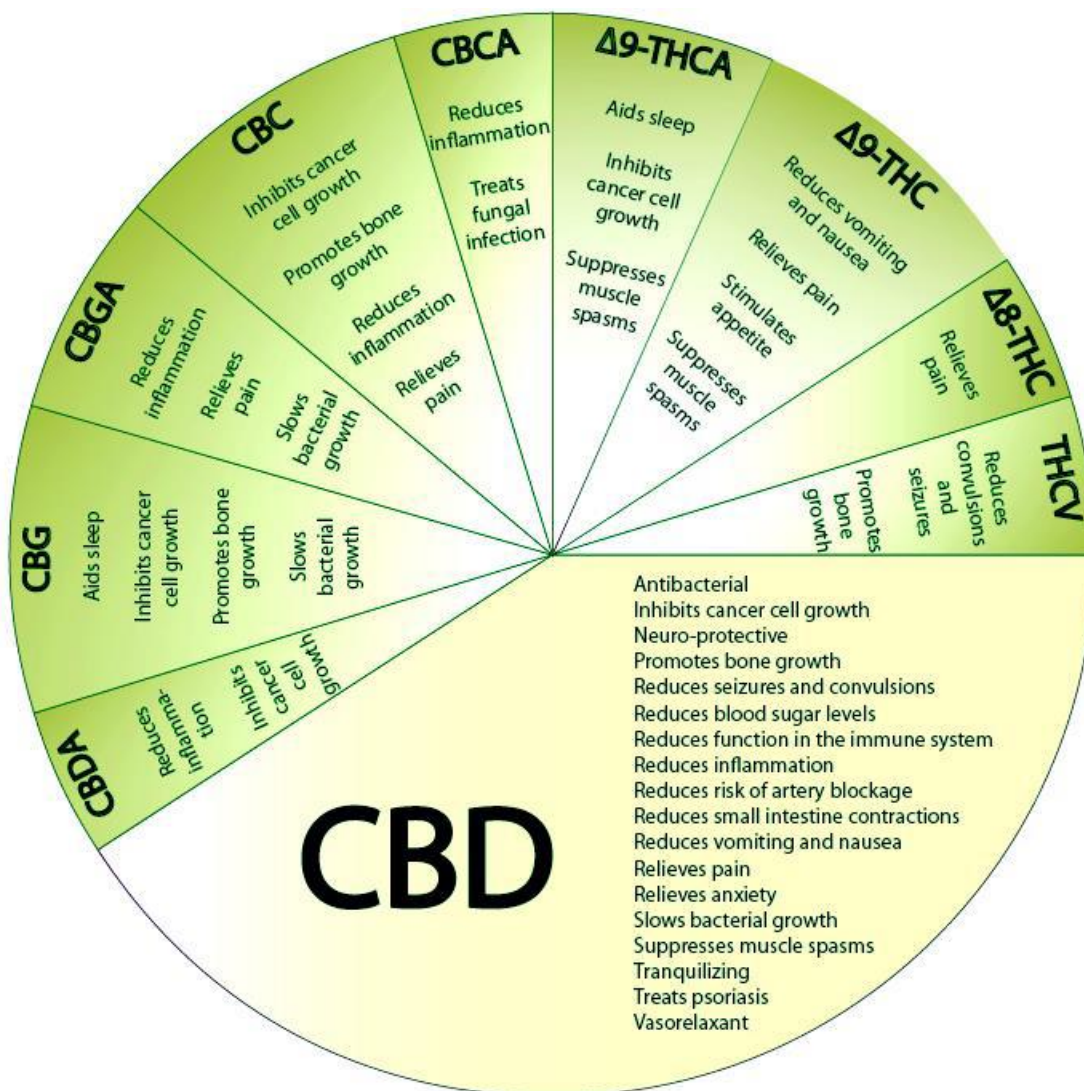 CBCA
Reduces
inflammation
Treats
fungal
infection
Δ9-THCA
Aids sleep
Inhibits
cancer cell
growth
Suppresses
muscle
spasms
Δ9-THC
Reduces vomiting
and nausea
Relieves pain
Stimulates
appetite
Suppresses
muscle
spasms
Δ8-THC
Relieves
pain
THCV
Reduces
convulsions
and
seizures
Promotes
bone
growth
CBD
Antibacterial
Inhibits cancer cell growth
Neuro-protective
Promotes bone growth
Reduces seizures and convulsions
Reduces blood sugar levels
Reduces function in the immune system
Reduces inflammation
Reduces risk of artery blockage
Reduces small intestine contractions
Reduces vomiting and nausea
Relieves pain
Relieves anxiety
Slows bacterial growth
Suppresses muscle spasms
Tranquilizing
Treats psoriasis
Vasorelaxant
CBDA
Reduces
inflamma-
tion
Inhibits
cancer
cell
growth
CBG
Aids sleep
Inhibits cancer
cell growth
Promotes bone
growth
Slows
bacterial
growth
CBGA
Reduces
inflammation
Relieves
pain
Slows
bacterial
growth
CBC
Inhibits cancer
cell growth
Promotes bone
growth
Reduces
inflammation
Relieves
pain